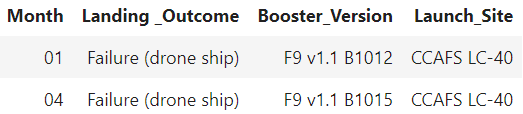 Month Landing _Outcome Booster_Version Launch_Site
01 Failure (drone ship) F9 v1.1 B1012 CCAFS LC-40
04 Failure (drone ship) F9 v1.1 B1015 CCAFS LC-40